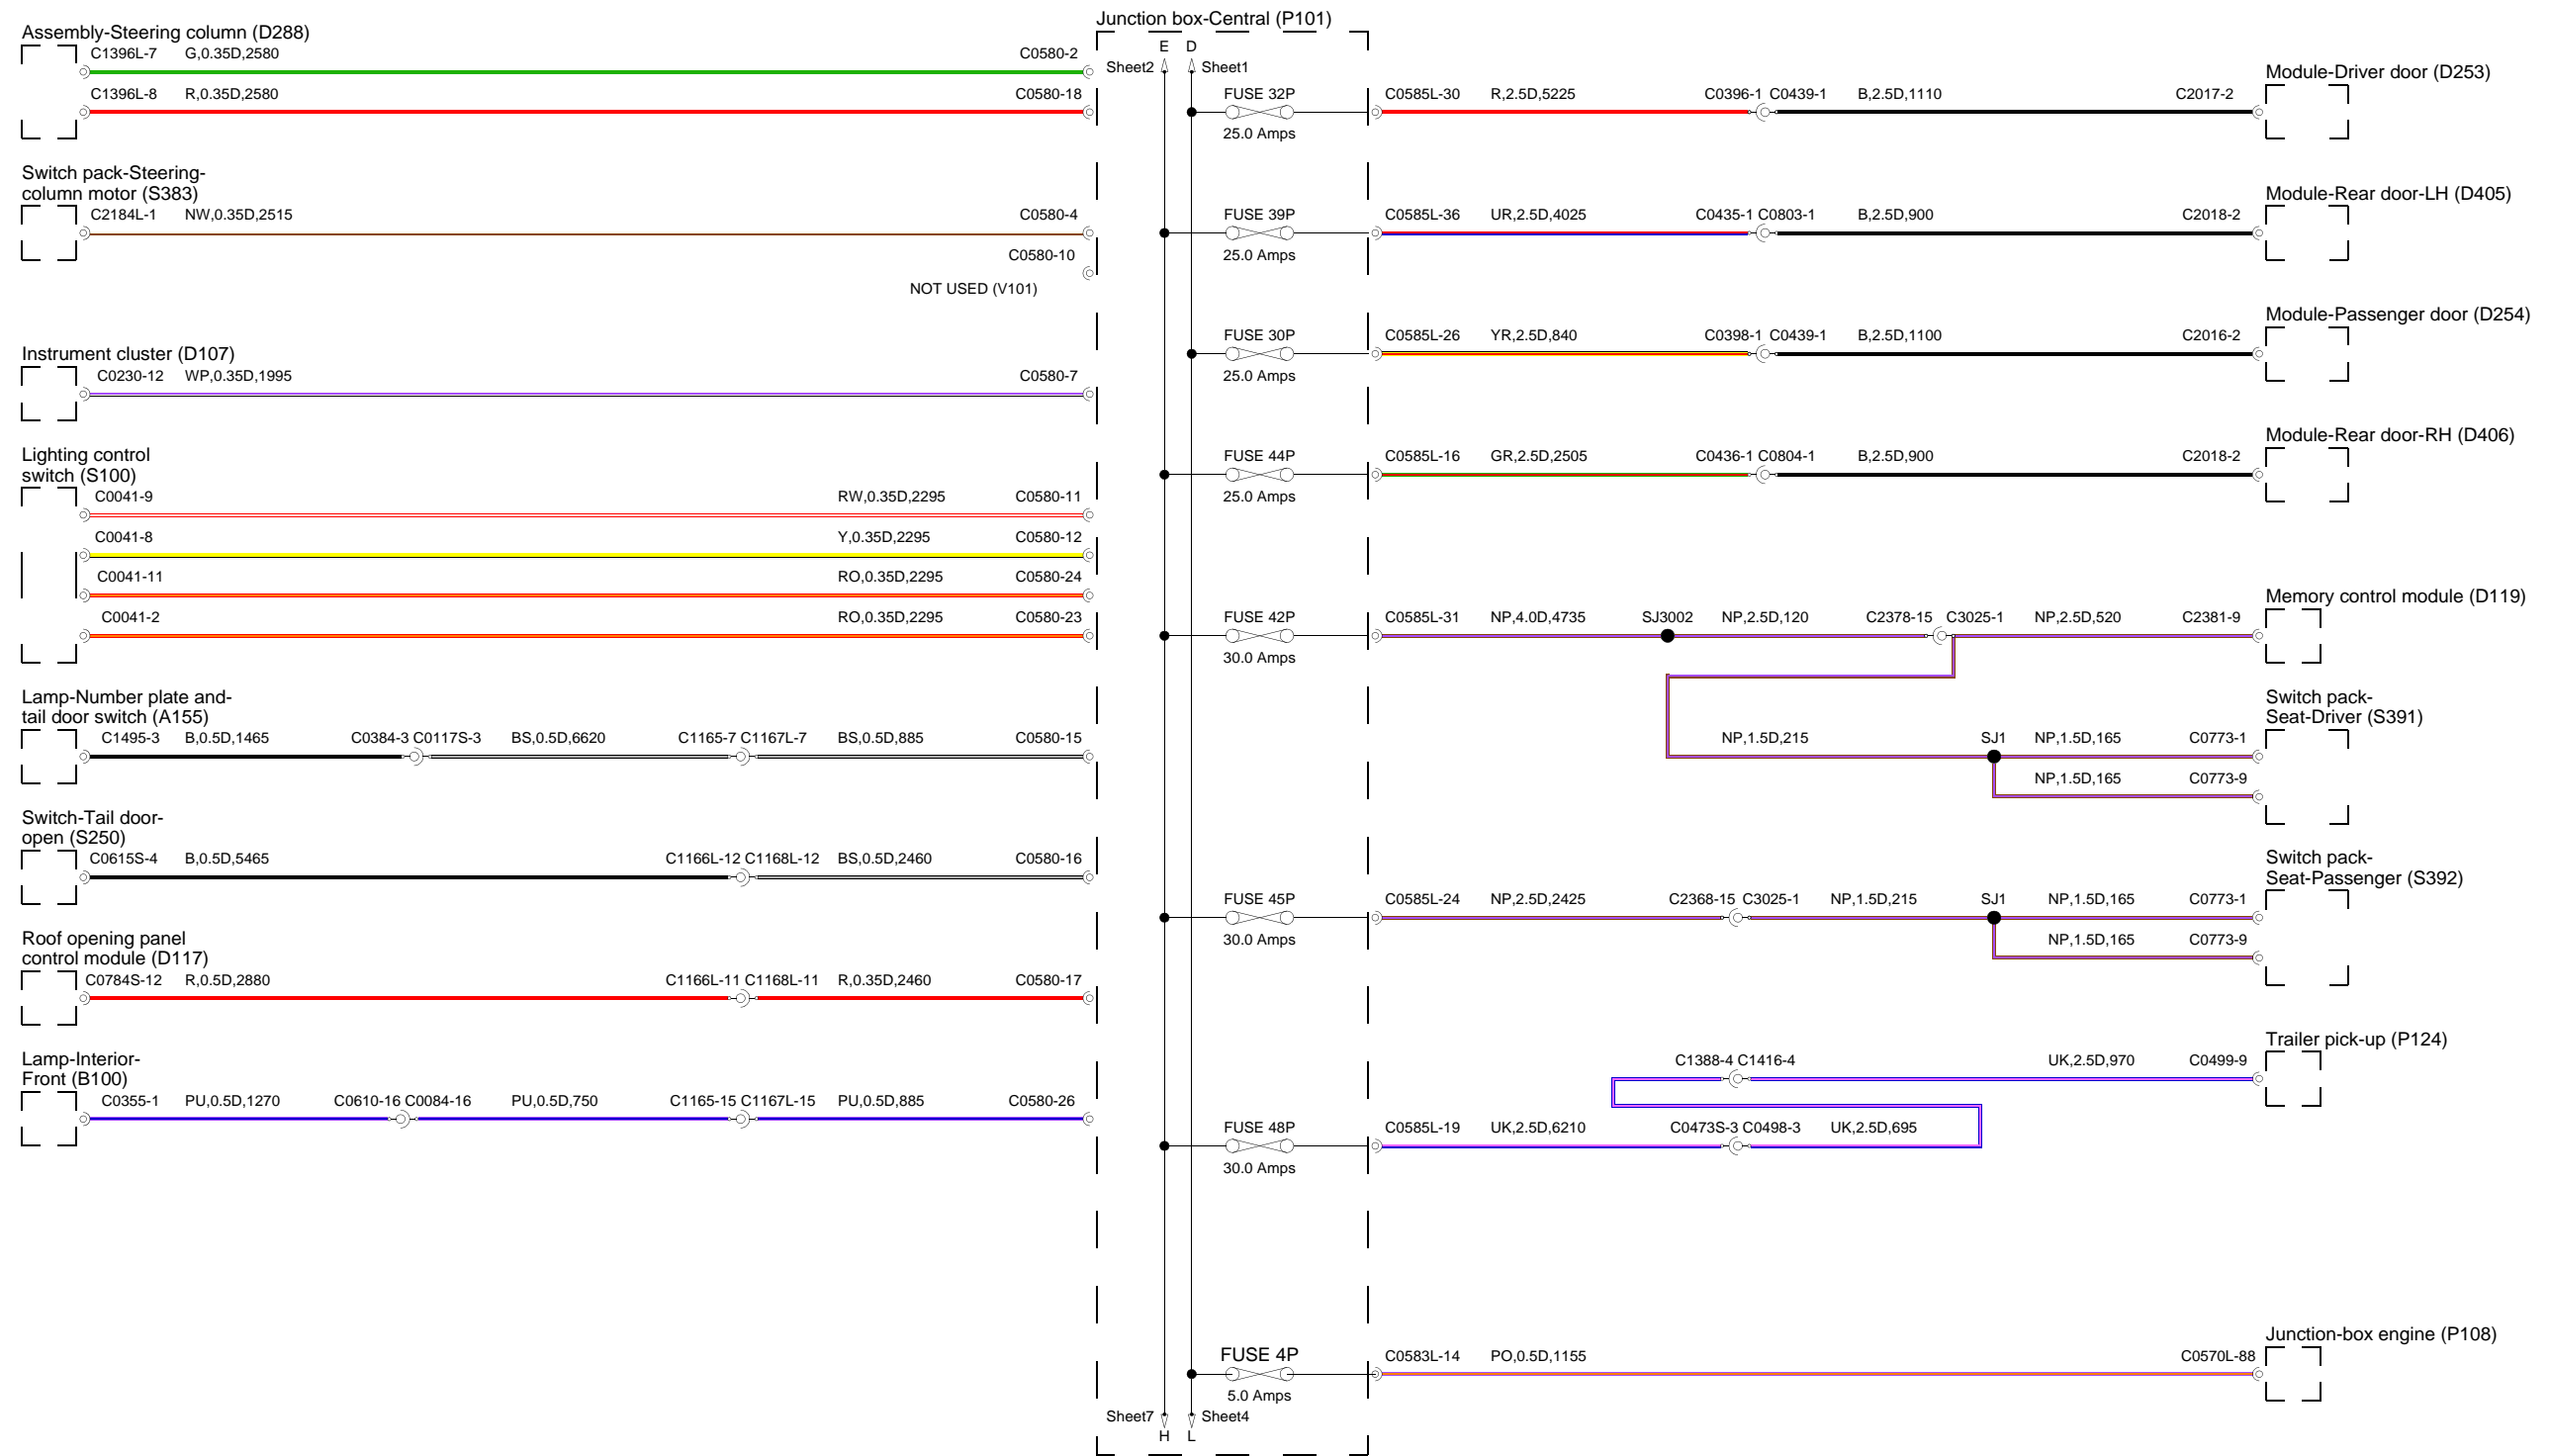 Junction box-Central (P101)
E D
Sheet2 Sheet1
Assembly-Steering column (D288)
C1396L-7 G,0.35D,2580 C0580-2
C1396L-8 R,0.35D,2580 C0580-18
Switch pack-Steering-
column motor (S383)
C2184L-1 NW,0.35D,2515 C0580-4
C0580-10
NOT USED (V101)
Instrument cluster (D107)
C0230-12 WP,0.35D,1995 C0580-7
Lighting control
switch (S100)
C0041-9 RW,0.35D,2295 C0580-11
C0041-8 Y,0.35D,2295 C0580-12
C0041-11 RO,0.35D,2295 C0580-24
C0041-2 RO,0.35D,2295 C0580-23
Lamp-Number plate and-
tail door switch (A155)
C1495-3 B,0.5D,1465 C0384-3 C0117S-3 BS,0.5D,6620 C1165-7 C1167L-7 BS,0.5D,885 C0580-15
Switch-Tail door-
open (S250)
C0615S-4 B,0.5D,5465 C1166L-12 C1168L-12 BS,0.5D,2460 C0580-16
Roof opening panel
control module (D117)
C0784S-12 R,0.5D,2880 C1166L-11 C1168L-11 R,0.35D,2460 C0580-17
Lamp-Interior-
Front (B100)
C0355-1 PU,0.5D,1270 C0610-16 C0084-16 PU,0.5D,750 C1165-15 C1167L-15 PU,0.5D,885 C0580-26
Module-Driver door (D253)
FUSE 32P C0585L-30 R,2.5D,5225 C0396-1 C0439-1 B,2.5D,1110 C2017-2
25.0 Amps
Module-Rear door-LH (D405)
FUSE 39P C0585L-36 UR,2.5D,4025 C0435-1 C0803-1 B,2.5D,900 C2018-2
25.0 Amps
Module-Passenger door (D254)
FUSE 30P C0585L-26 YR,2.5D,840 C0398-1 C0439-1 B,2.5D,1100 C2016-2
25.0 Amps
Module-Rear door-RH (D406)
FUSE 44P C0585L-16 GR,2.5D,2505 C0436-1 C0804-1 B,2.5D,900 C2018-2
25.0 Amps
Memory control module (D119)
FUSE 42P C0585L-31 NP,4.0D,4735 SJ3002 NP,2.5D,120 C2378-15 C3025-1 NP,2.5D,520 C2381-9
30.0 Amps
Switch pack-
Seat-Driver (S391)
NP,1.5D,215 SJ1 NP,1.5D,165 C0773-1
NP,1.5D,165 C0773-9
Switch pack-
Seat-Passenger (S392)
FUSE 45P C0585L-24 NP,2.5D,2425 C2368-15 C3025-1 NP,1.5D,215 SJ1 NP,1.5D,165 C0773-1
30.0 Amps NP,1.5D,165 C0773-9
Trailer pick-up (P124)
C1388-4 C1416-4 UK,2.5D,970 C0499-9
FUSE 48P C0585L-19 UK,2.5D,6210 C0473S-3 C0498-3 UK,2.5D,695
30.0 Amps
Junction-box engine (P108)
FUSE 4P C0583L-14 PO,0.5D,1155 C0570L-88
5.0 Amps
Sheet7 Sheet4
H L